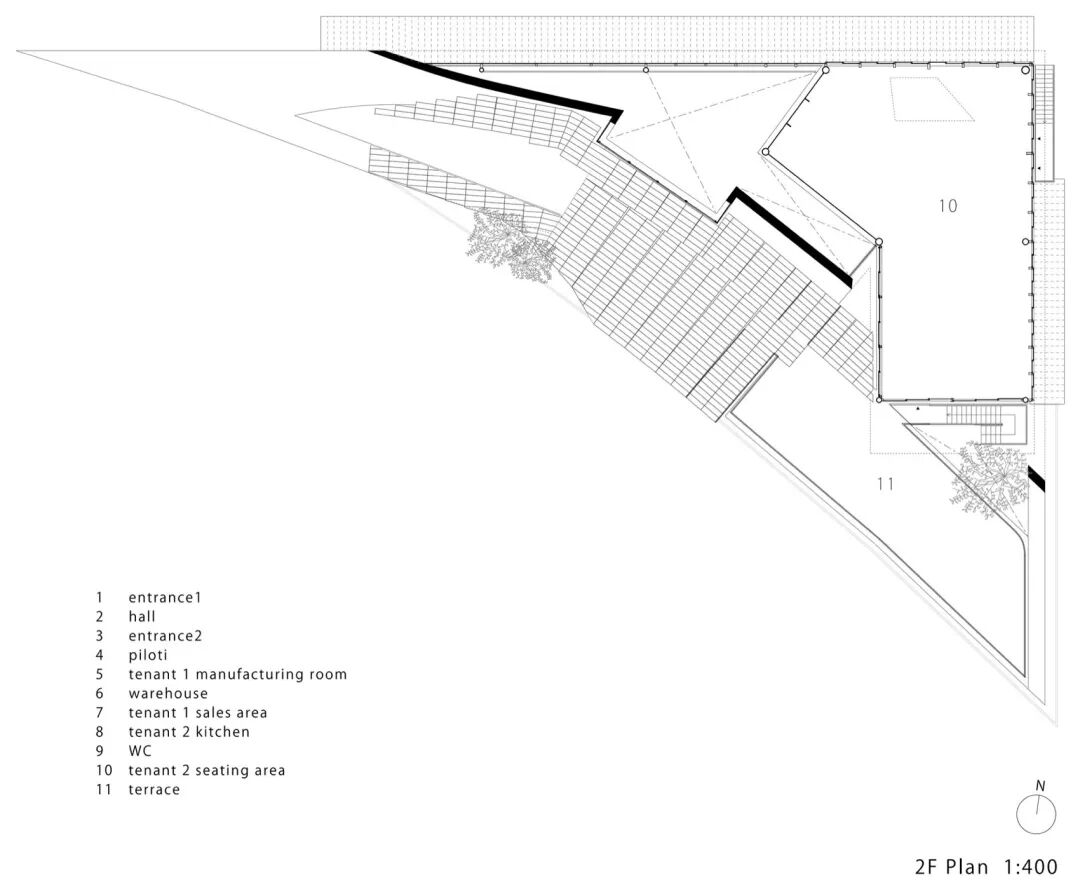 10
11
1 entrance1
2 hall
3 entrance2
4 piloti
5 tenant 1 manufacturing room
6 warehouse
7 tenant 1 sales area
8 tenant 2 kitchen
9 WC
10 tenant 2 seating area
11 terrace
N
2F Plan 1:400